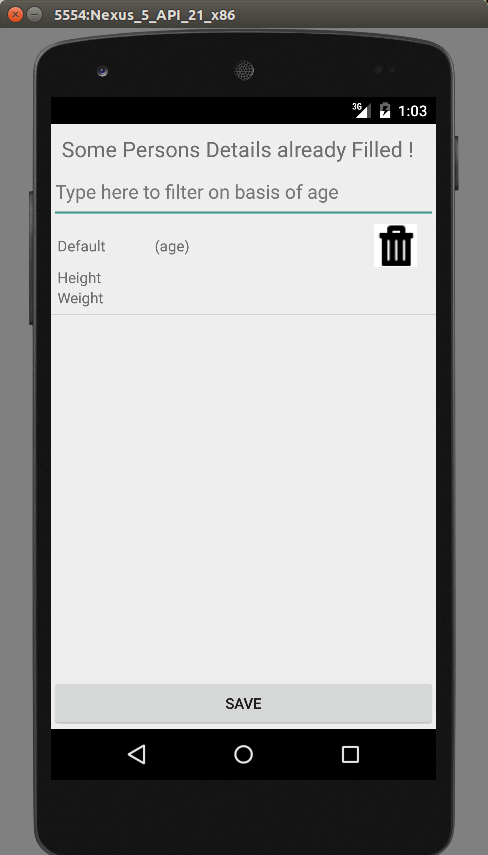 5554:Nexus_5_API_21_x86
3G 1:03
Some Persons Details already Filled !
Type here to filter on basis of age
Default (age)
Height
Weight
SAVE